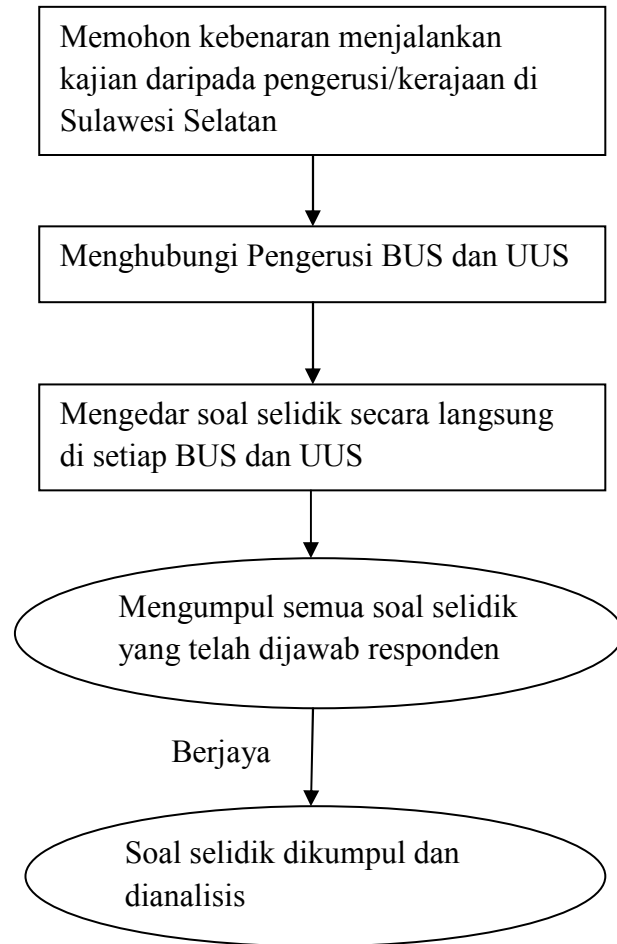 Memohon kebenaran menjalankan
kajian daripada pengerusi/kerajaan di
Sulawesi Selatan
Menghubungi Pengerusi BUS dan UUS
Mengedar soal selidik secara langsung
di setiap BUS dan UUS
Mengumpul semua soal selidik
yang telah dijawab responden
Berjaya
Soal selidik dikumpul dan
dianalisis